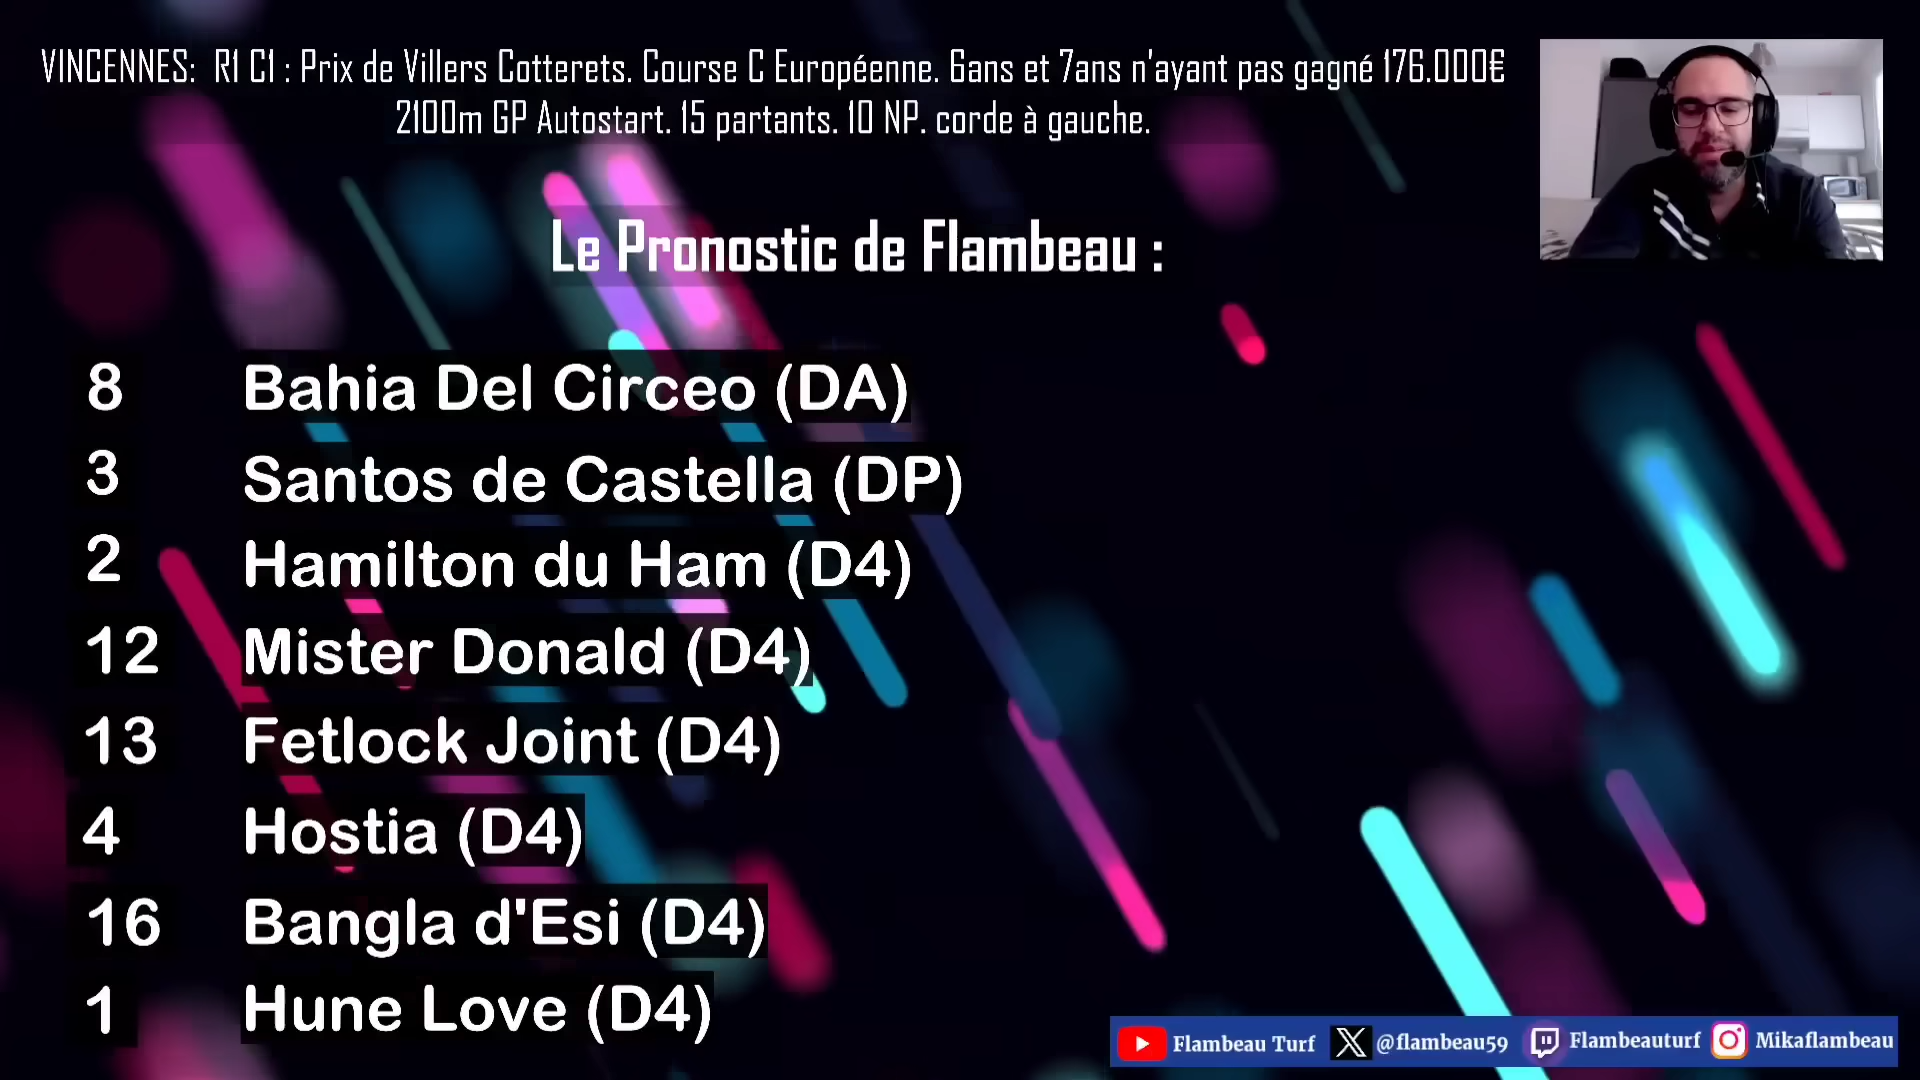 VINCENNES: R1 C1 : Prix de Villers Cotterets. Course C Européenne. 6ans et 7ans n'ayant pas gagné 176.000€
2100m GP Autostart. 15 partants. 10 NP. corde à gauche.
Le Pronostic de Flambeau :
8 Bahia Del Circeo (DA)
3 Santos de Castella (DP)
2 Hamilton du Ham (D4)
12 Mister Donald (D4)
13 Fetlock Joint (D4)
4 Hostia (D4)
16 Bangla d'Esi (D4)
1 Hune Love (D4)
Flambeau Turf @flambeau59 Flambeauturf Mikaflambeau